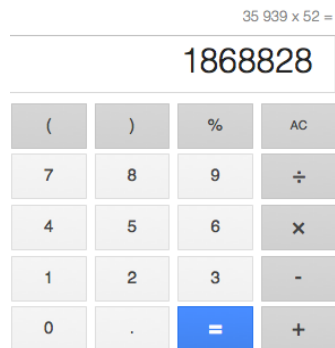 35 939 x 52 =
1868828
( ) % AC
7 8 9 ÷
4 5 6 ×
1 2 3 -
0 . = +